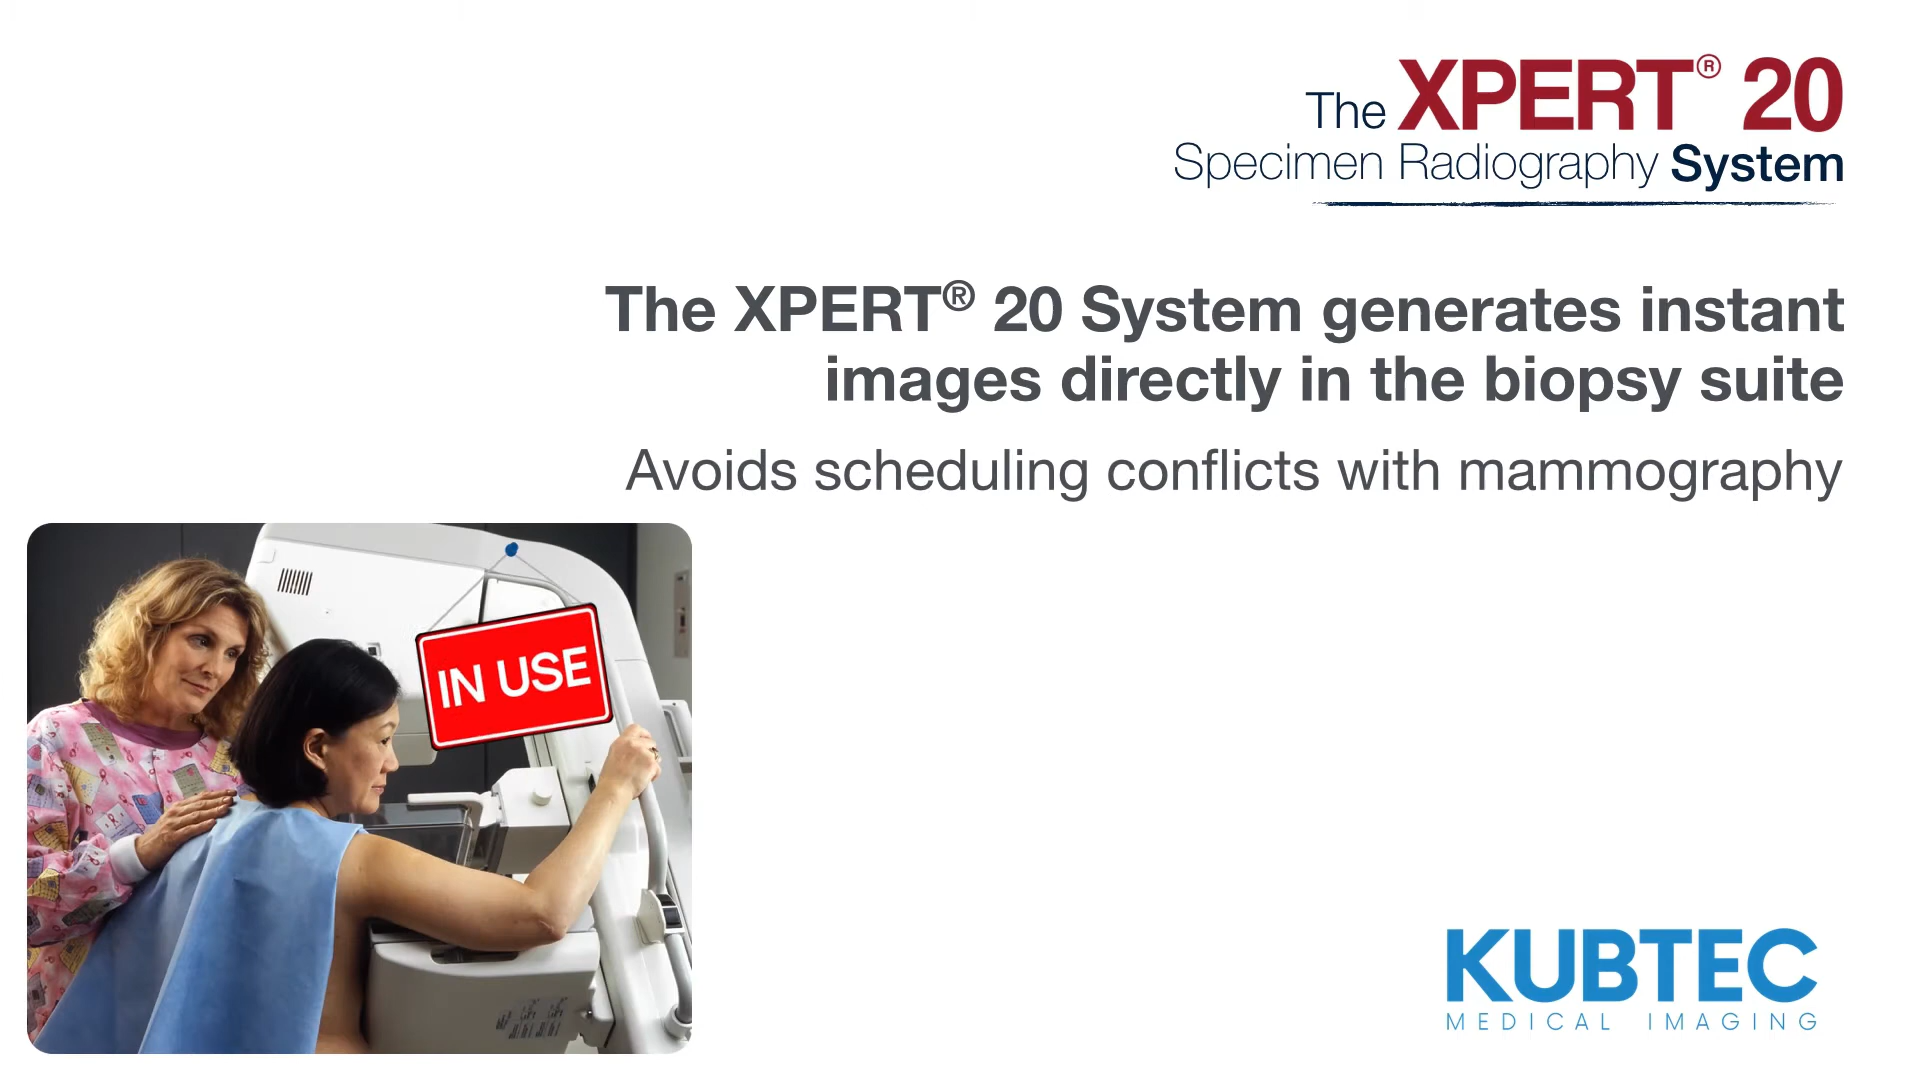 The XPERT® 20
Specimen Radiography System
The XPERT® 20 System generates instant
images directly in the biopsy suite
Avoids scheduling conflicts with mammography
IN USE
KUBTEC
MEDICAL IMAGING